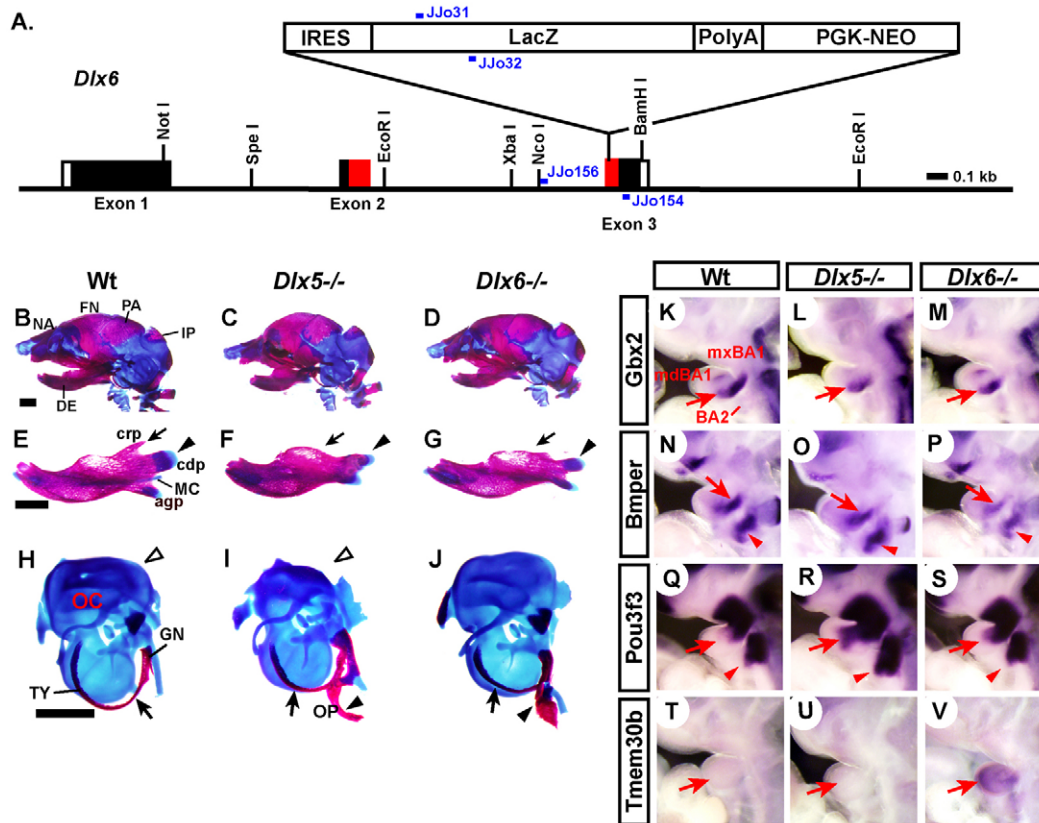 A.
JJo31
IRES LacZ PolyA PGK-NEO
JJo32
Dlx6
Not I
Spe I
EcoR I
Xba I
Nco I
BamH I
EcoR I
JJo156
JJo154
0.1 kb
Exon 1 Exon 2 Exon 3
Wt Dlx5-/- Dlx6-/-
B NA FN PA IP DE
C
D
E crp cdp MC agp
F
G
H OC GN TY
I OP
J
Wt Dlx5-/- Dlx6-/-
Gbx2
K mxBA1 mdBA1 BA2
L
M
Bmper
N
O
P
Pou3f3
Q
R
S
Tmem30b
T
U
V